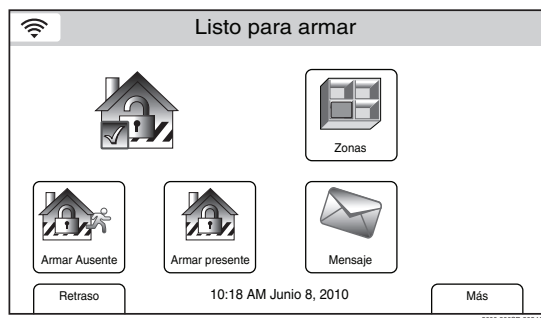 Listo para armar
Zonas
Armar Ausente
Armar presente
Mensaje
Retraso
10:18 AM Junio 8, 2010
Más